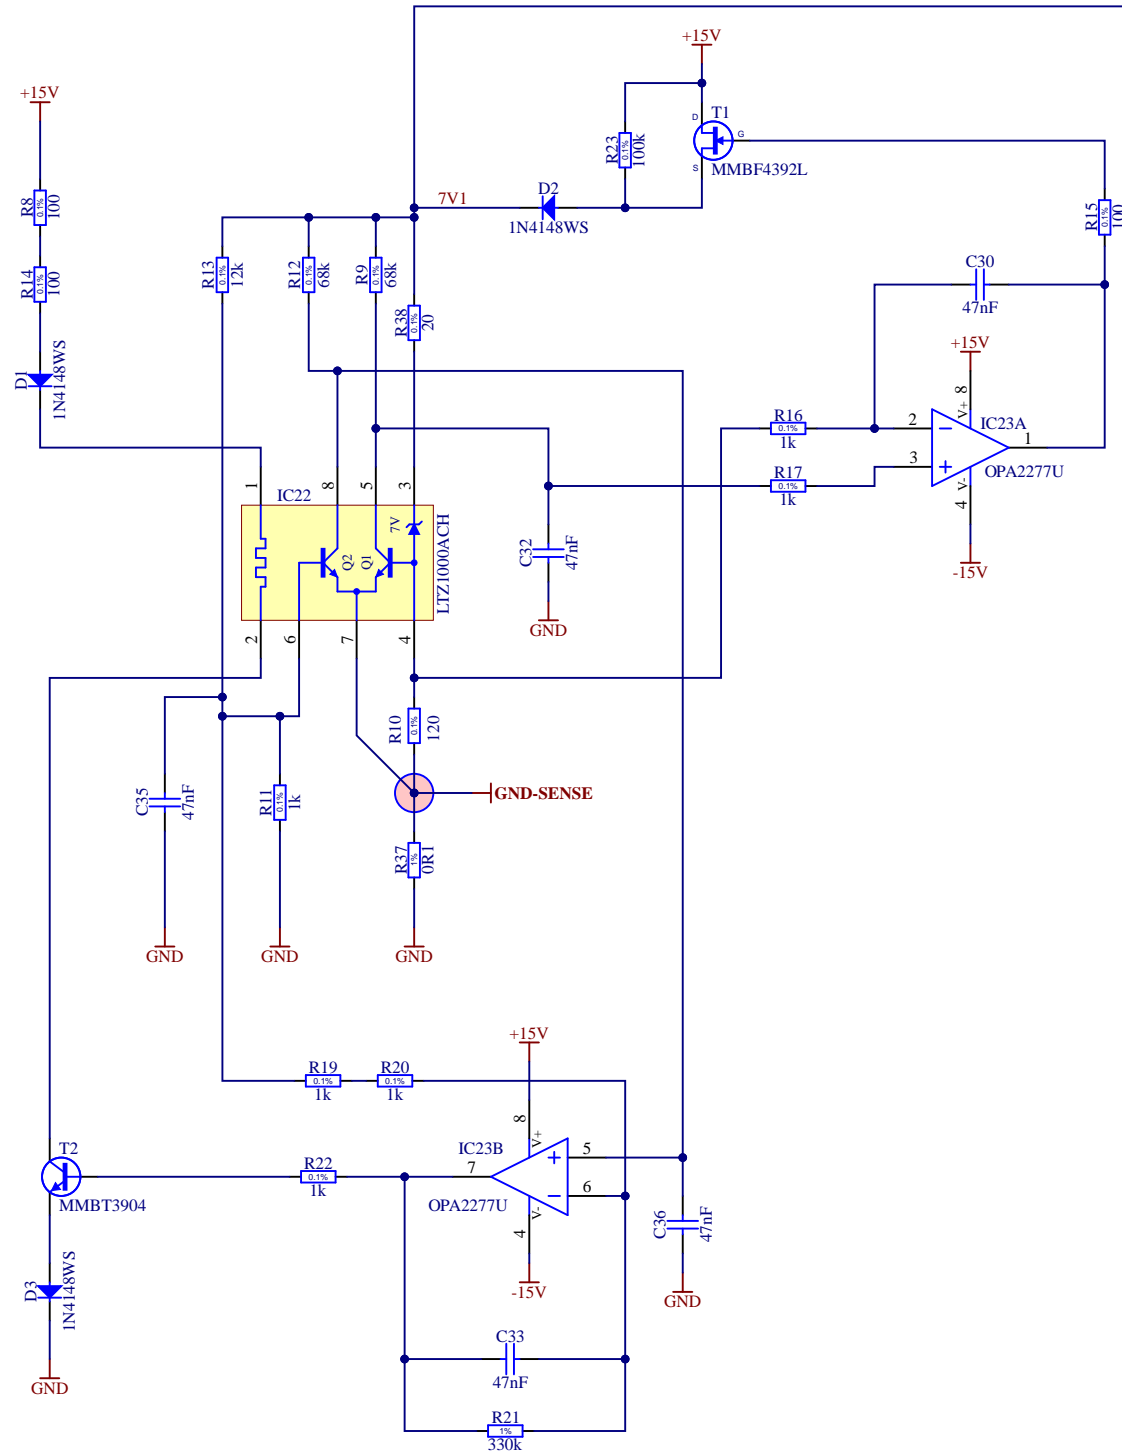 +15V
+15V
T1
D
G
S
MMBF4392L
R23
0.1%
100k
7V1
D2
1N4148WS
R8
0.1%
100
R14
0.1%
100
D1
1N4148WS
R13
0.1%
12k
R12
0.1%
68k
R9
0.1%
68k
R38
0.1%
20
R15
0.1%
100
C30
47nF
+15V
8
V+
R16
0.1%
1k
2
IC23A
1
3
OPA2277U
R17
0.1%
1k
V-
4
-15V
1
IC22
8
5
3
7V
Q2
Q1
LTZ1000ACH
2
6
7
4
C32
47nF
GND
R10
0.1%
120
GND-SENSE
C35
47nF
R11
0.1%
1k
R37
1%
0R1
GND
GND
GND
+15V
R19
0.1%
1k
R20
0.1%
1k
8
V+
IC23B
5
7
6
OPA2277U
V-
4
-15V
T2
MMBT3904
R22
0.1%
1k
C36
47nF
GND
D3
1N4148WS
GND
C33
47nF
R21
1%
330k